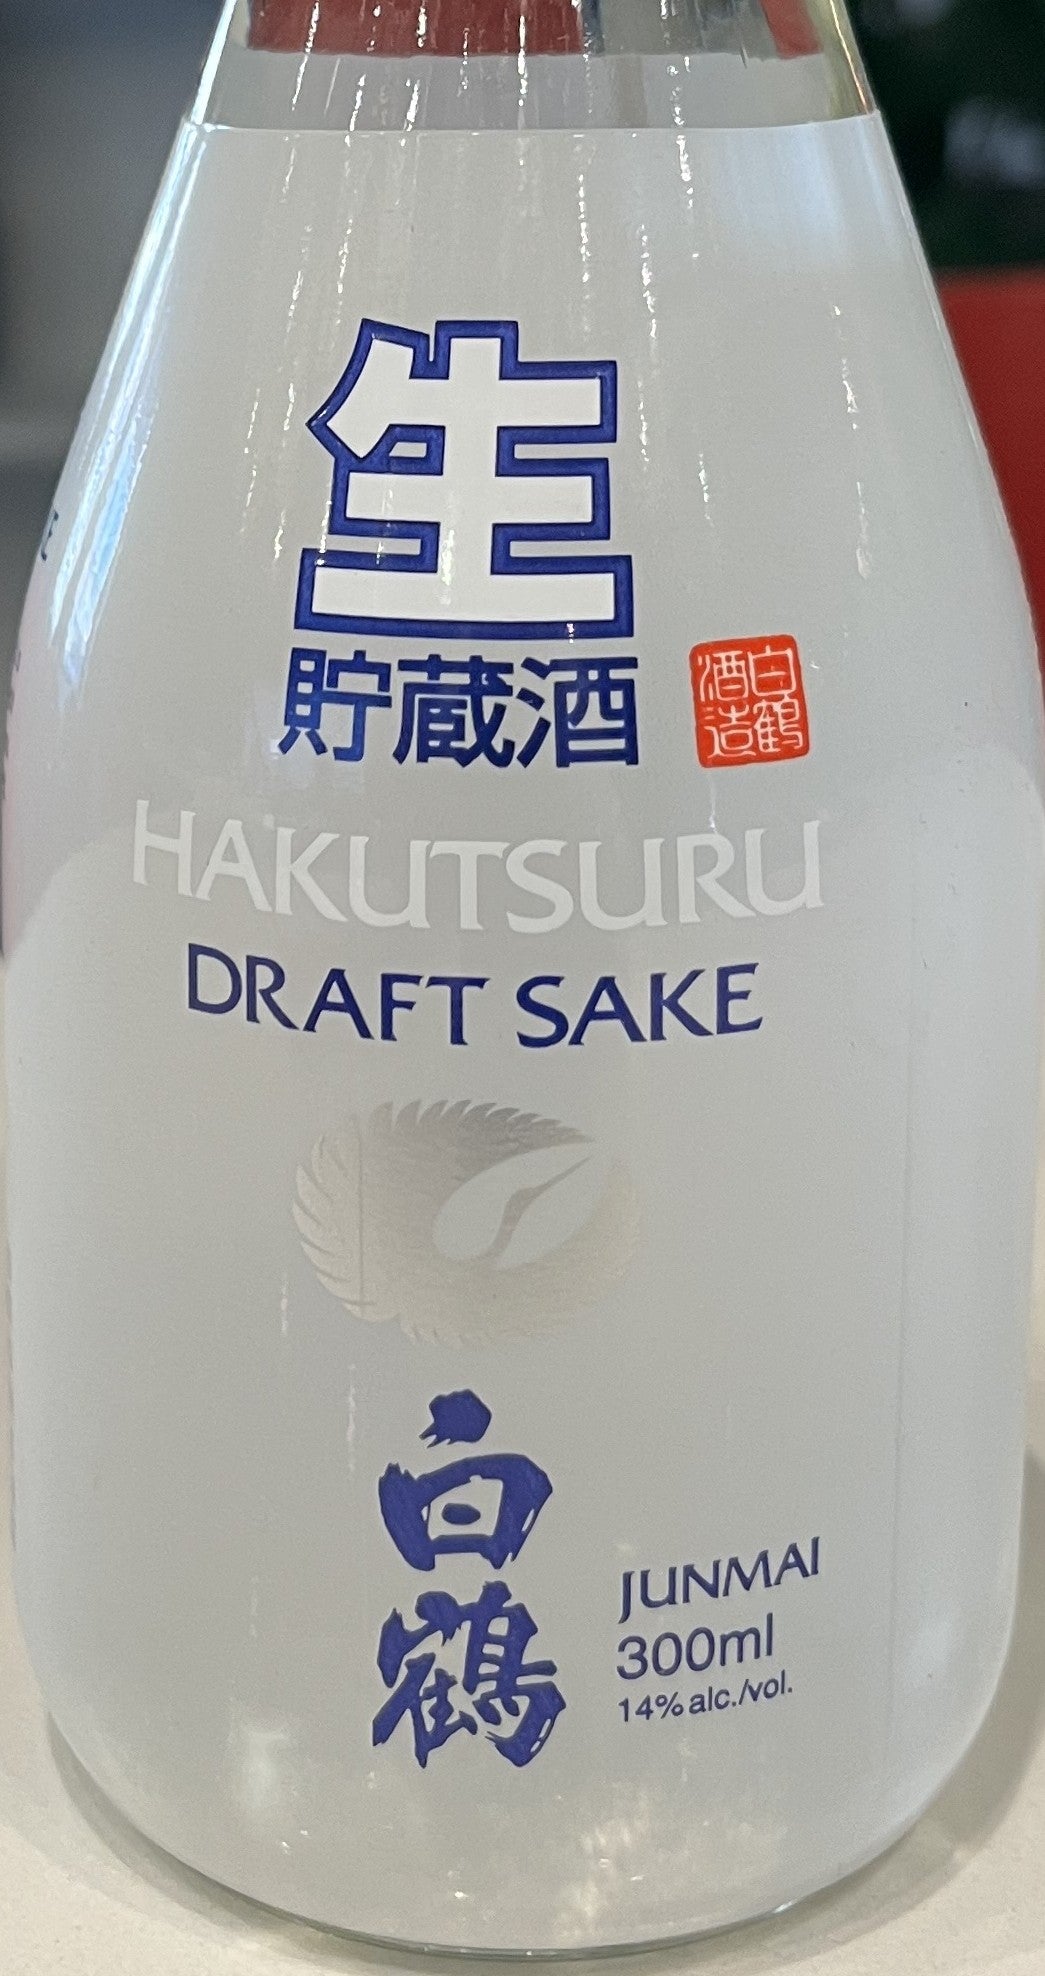 生
貯蔵酒
白鶴
酒造
HAKUTSURU
DRAFT SAKE
白鶴
JUNMAI
300ml
14% alc./vol.